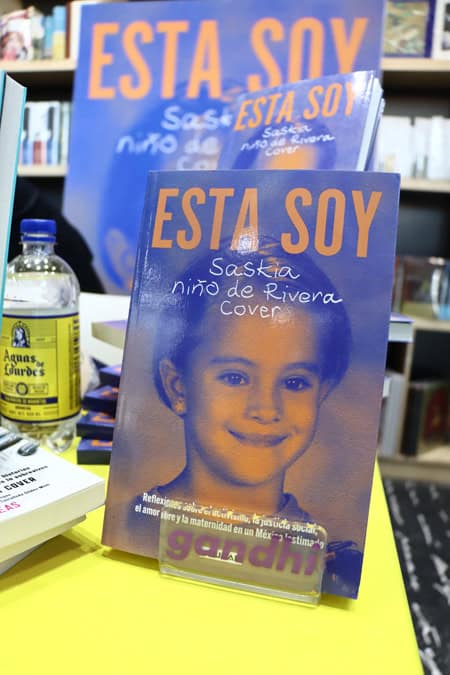 ESTA SOY
Saskia
niño de
Cover
ESTA SOY
Saskia
niño de Rivera
Cover
ESTA SOY
Saskia
niño de Rivera
Cover
Reflexiones sobre el activismo, la justicia social,
el amor libre y la maternidad en un México lastimado
gandhi
Aguas
de
Lourdes
COVER